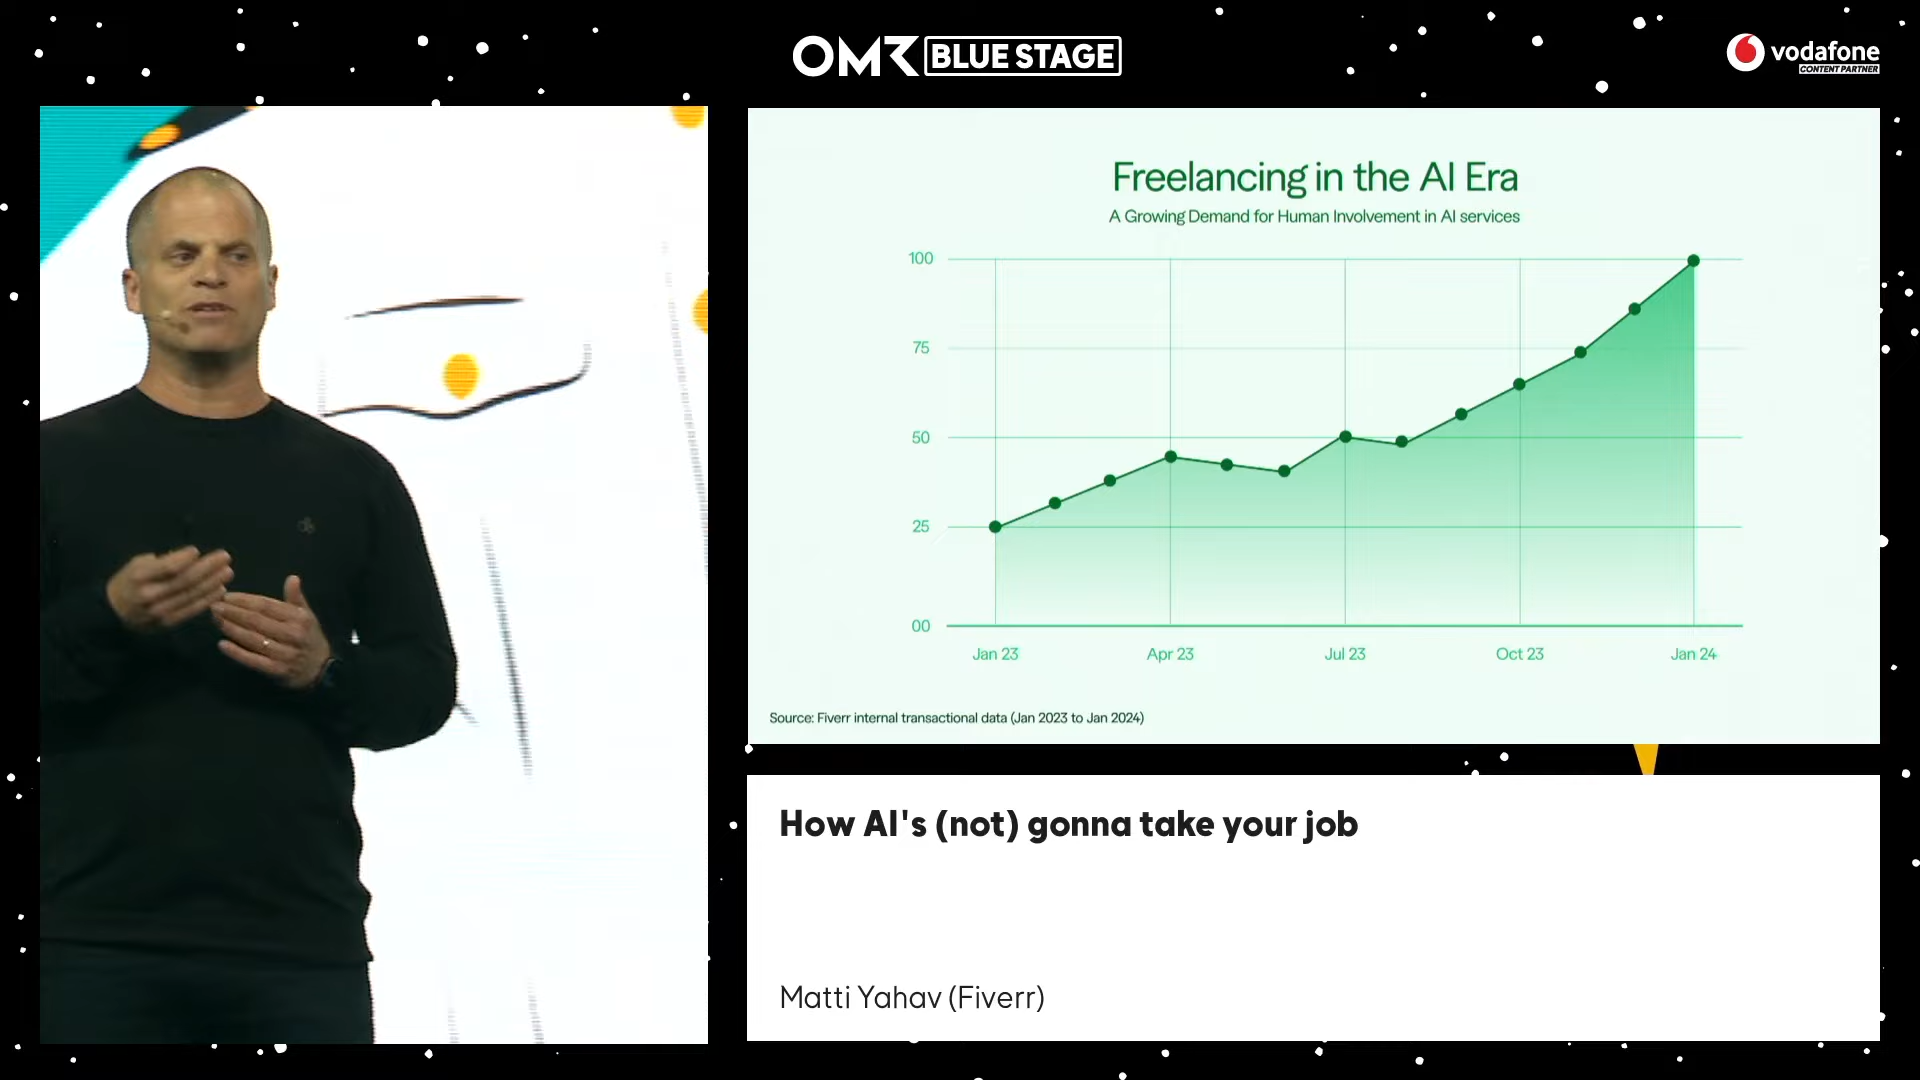 OMR BLUE STAGE
vodafone
CONTENT PARTNER
Freelancing in the AI Era
A Growing Demand for Human Involvement in AI services
100
75
50
25
00
Jan 23
Apr 23
Jul 23
Oct 23
Jan 24
Source: Fiverr internal transactional data (Jan 2023 to Jan 2024)
How AI's (not) gonna take your job
Matti Yahav (Fiverr)